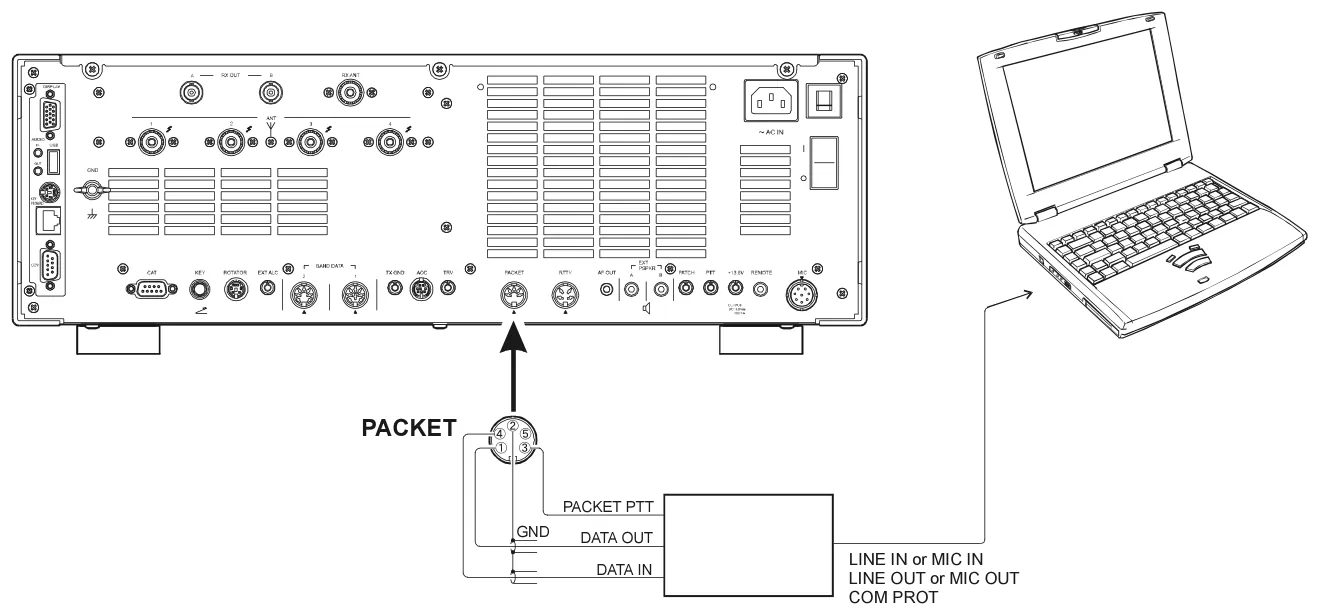 A RX OUT B
RX ANT
ANT
1 2 3 4
~ AC IN
I
O
DISPLAY
AUDIO
USB
GND
CAT
KEY
ROTATOR
EXT ALC
BAND DATA
2 1
TX-GND
TRV
PACKET
RTTY
AF OUT
EXT
A B
PATCH
PTT
+13.8V
REMOTE
MIC
PACKET
2
4 5
1 3
PACKET PTT
GND
DATA OUT
DATA IN
LINE IN or MIC IN
LINE OUT or MIC OUT
COM PROT